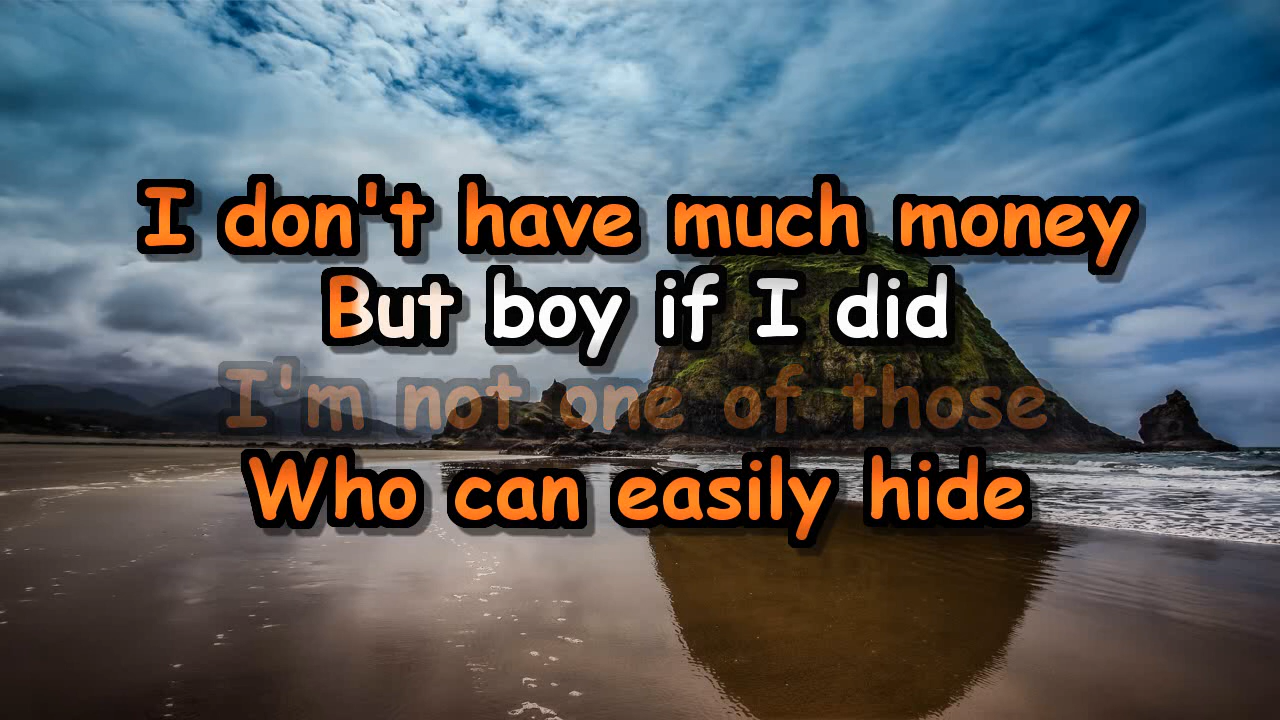 I don't have much money
But boy if I did
I'm not one of those
Who can easily hide